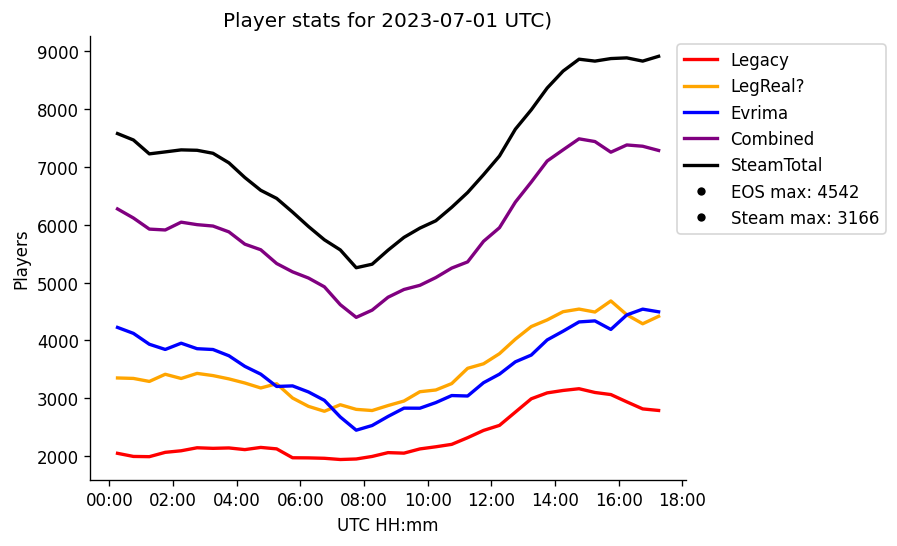 Player stats for 2023-07-01 UTC)
9000
8000
7000
6000
5000
4000
3000
2000
Players
00:00 02:00 04:00 06:00 08:00 10:00 12:00 14:00 16:00 18:00
UTC HH:mm
Legacy
LegReal?
Evrima
Combined
SteamTotal
EOS max: 4542
Steam max: 3166